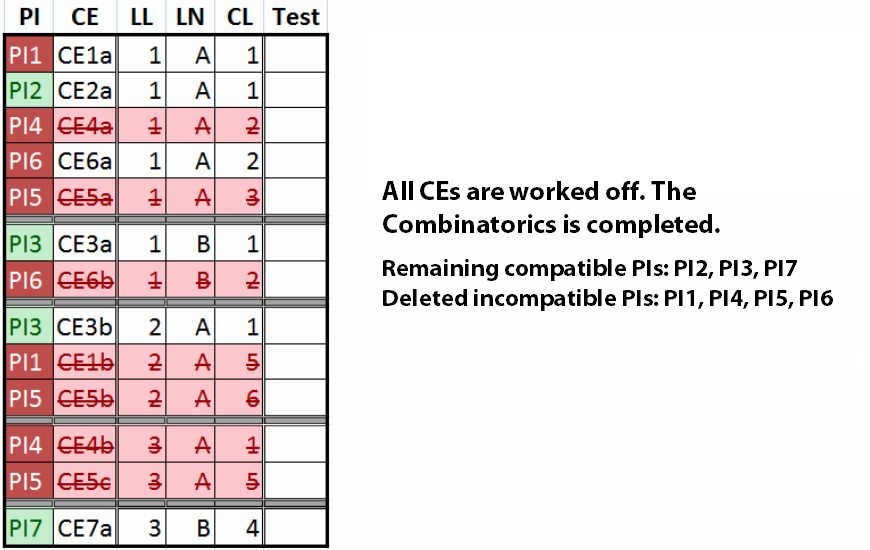 PI CE LL LN CL Test
PI1 CE1a 1 A 1
PI2 CE2a 1 A 1
PI4 CE4a 1 A 2
PI6 CE6a 1 A 2
PI5 CE5a 1 A 3
PI3 CE3a 1 B 1
PI6 CE6b 1 B 2
PI3 CE3b 2 A 1
PI1 CE1b 2 A 5
PI5 CE5b 2 A 6
PI4 CE4b 3 A 1
PI5 CE5c 3 A 5
PI7 CE7a 3 B 4
All CEs are worked off. The
Combinatorics is completed.
Remaining compatible PIs: PI2, PI3, PI7
Deleted incompatible PIs: PI1, PI4, PI5, PI6